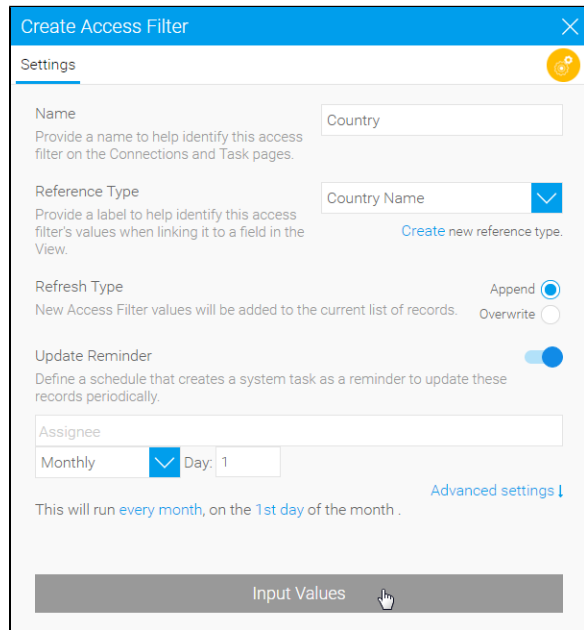 Create Access Filter
Settings
Name
Provide a name to help identify this access
filter on the Connections and Task pages.
Country
Reference Type
Provide a label to help identify this access
filter's values when linking it to a field in the
View.
Country Name
Create new reference type.
Refresh Type
New Access Filter values will be added to the current list of records.
Append
Overwrite
Update Reminder
Define a schedule that creates a system task as a reminder to update these
records periodically.
Assignee
Monthly Day: 1
Advanced settings
This will run every month, on the 1st day of the month .
Input Values